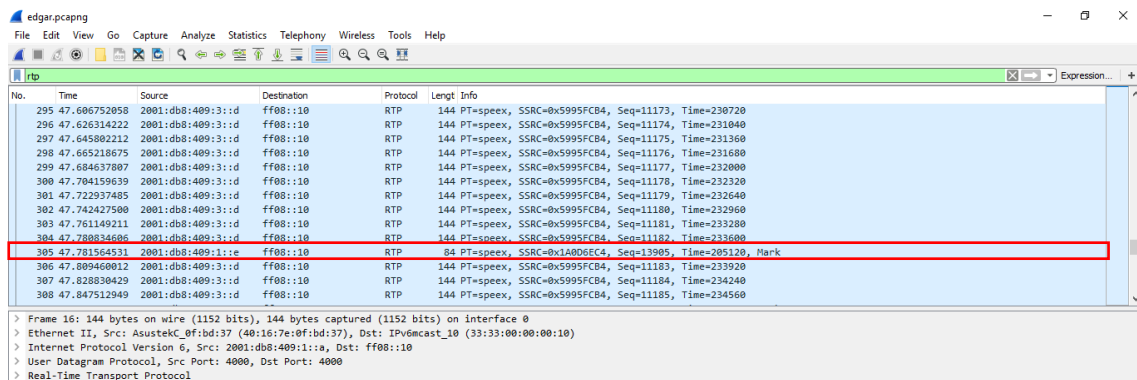 edgar.pcapng
File Edit View Go Capture Analyze Statistics Telephony Wireless Tools Help
rtp Expression... +
No. Time Source Destination Protocol Lengt Info
295 47.606752058 2001:db8:409:3::d ff08::10 RTP 144 PT=speex, SSRC=0x5995FCB4, Seq=11173, Time=230720
296 47.626314222 2001:db8:409:3::d ff08::10 RTP 144 PT=speex, SSRC=0x5995FCB4, Seq=11174, Time=231040
297 47.645802212 2001:db8:409:3::d ff08::10 RTP 144 PT=speex, SSRC=0x5995FCB4, Seq=11175, Time=231360
298 47.665218675 2001:db8:409:3::d ff08::10 RTP 144 PT=speex, SSRC=0x5995FCB4, Seq=11176, Time=231680
299 47.684637807 2001:db8:409:3::d ff08::10 RTP 144 PT=speex, SSRC=0x5995FCB4, Seq=11177, Time=232000
300 47.704159639 2001:db8:409:3::d ff08::10 RTP 144 PT=speex, SSRC=0x5995FCB4, Seq=11178, Time=232320
301 47.722937485 2001:db8:409:3::d ff08::10 RTP 144 PT=speex, SSRC=0x5995FCB4, Seq=11179, Time=232640
302 47.742427500 2001:db8:409:3::d ff08::10 RTP 144 PT=speex, SSRC=0x5995FCB4, Seq=11180, Time=232960
303 47.761149211 2001:db8:409:3::d ff08::10 RTP 144 PT=speex, SSRC=0x5995FCB4, Seq=11181, Time=233280
304 47.780834606 2001:db8:409:3::d ff08::10 RTP 144 PT=speex, SSRC=0x5995FCB4, Seq=11182, Time=233600
305 47.781564531 2001:db8:409:1::e ff08::10 RTP 84 PT=speex, SSRC=0x1A0D6EC4, Seq=13905, Time=205120, Mark
306 47.809460012 2001:db8:409:3::d ff08::10 RTP 144 PT=speex, SSRC=0x5995FCB4, Seq=11183, Time=233920
307 47.828830429 2001:db8:409:3::d ff08::10 RTP 144 PT=speex, SSRC=0x5995FCB4, Seq=11184, Time=234240
308 47.847512949 2001:db8:409:3::d ff08::10 RTP 144 PT=speex, SSRC=0x5995FCB4, Seq=11185, Time=234560
> Frame 16: 144 bytes on wire (1152 bits), 144 bytes captured (1152 bits) on interface 0
> Ethernet II, Src: AsustekC_0f:bd:37 (40:16:7e:0f:bd:37), Dst: IPv6mcast_10 (33:33:00:00:00:10)
> Internet Protocol Version 6, Src: 2001:db8:409:1::a, Dst: ff08::10
> User Datagram Protocol, Src Port: 4000, Dst Port: 4000
> Real-Time Transport Protocol